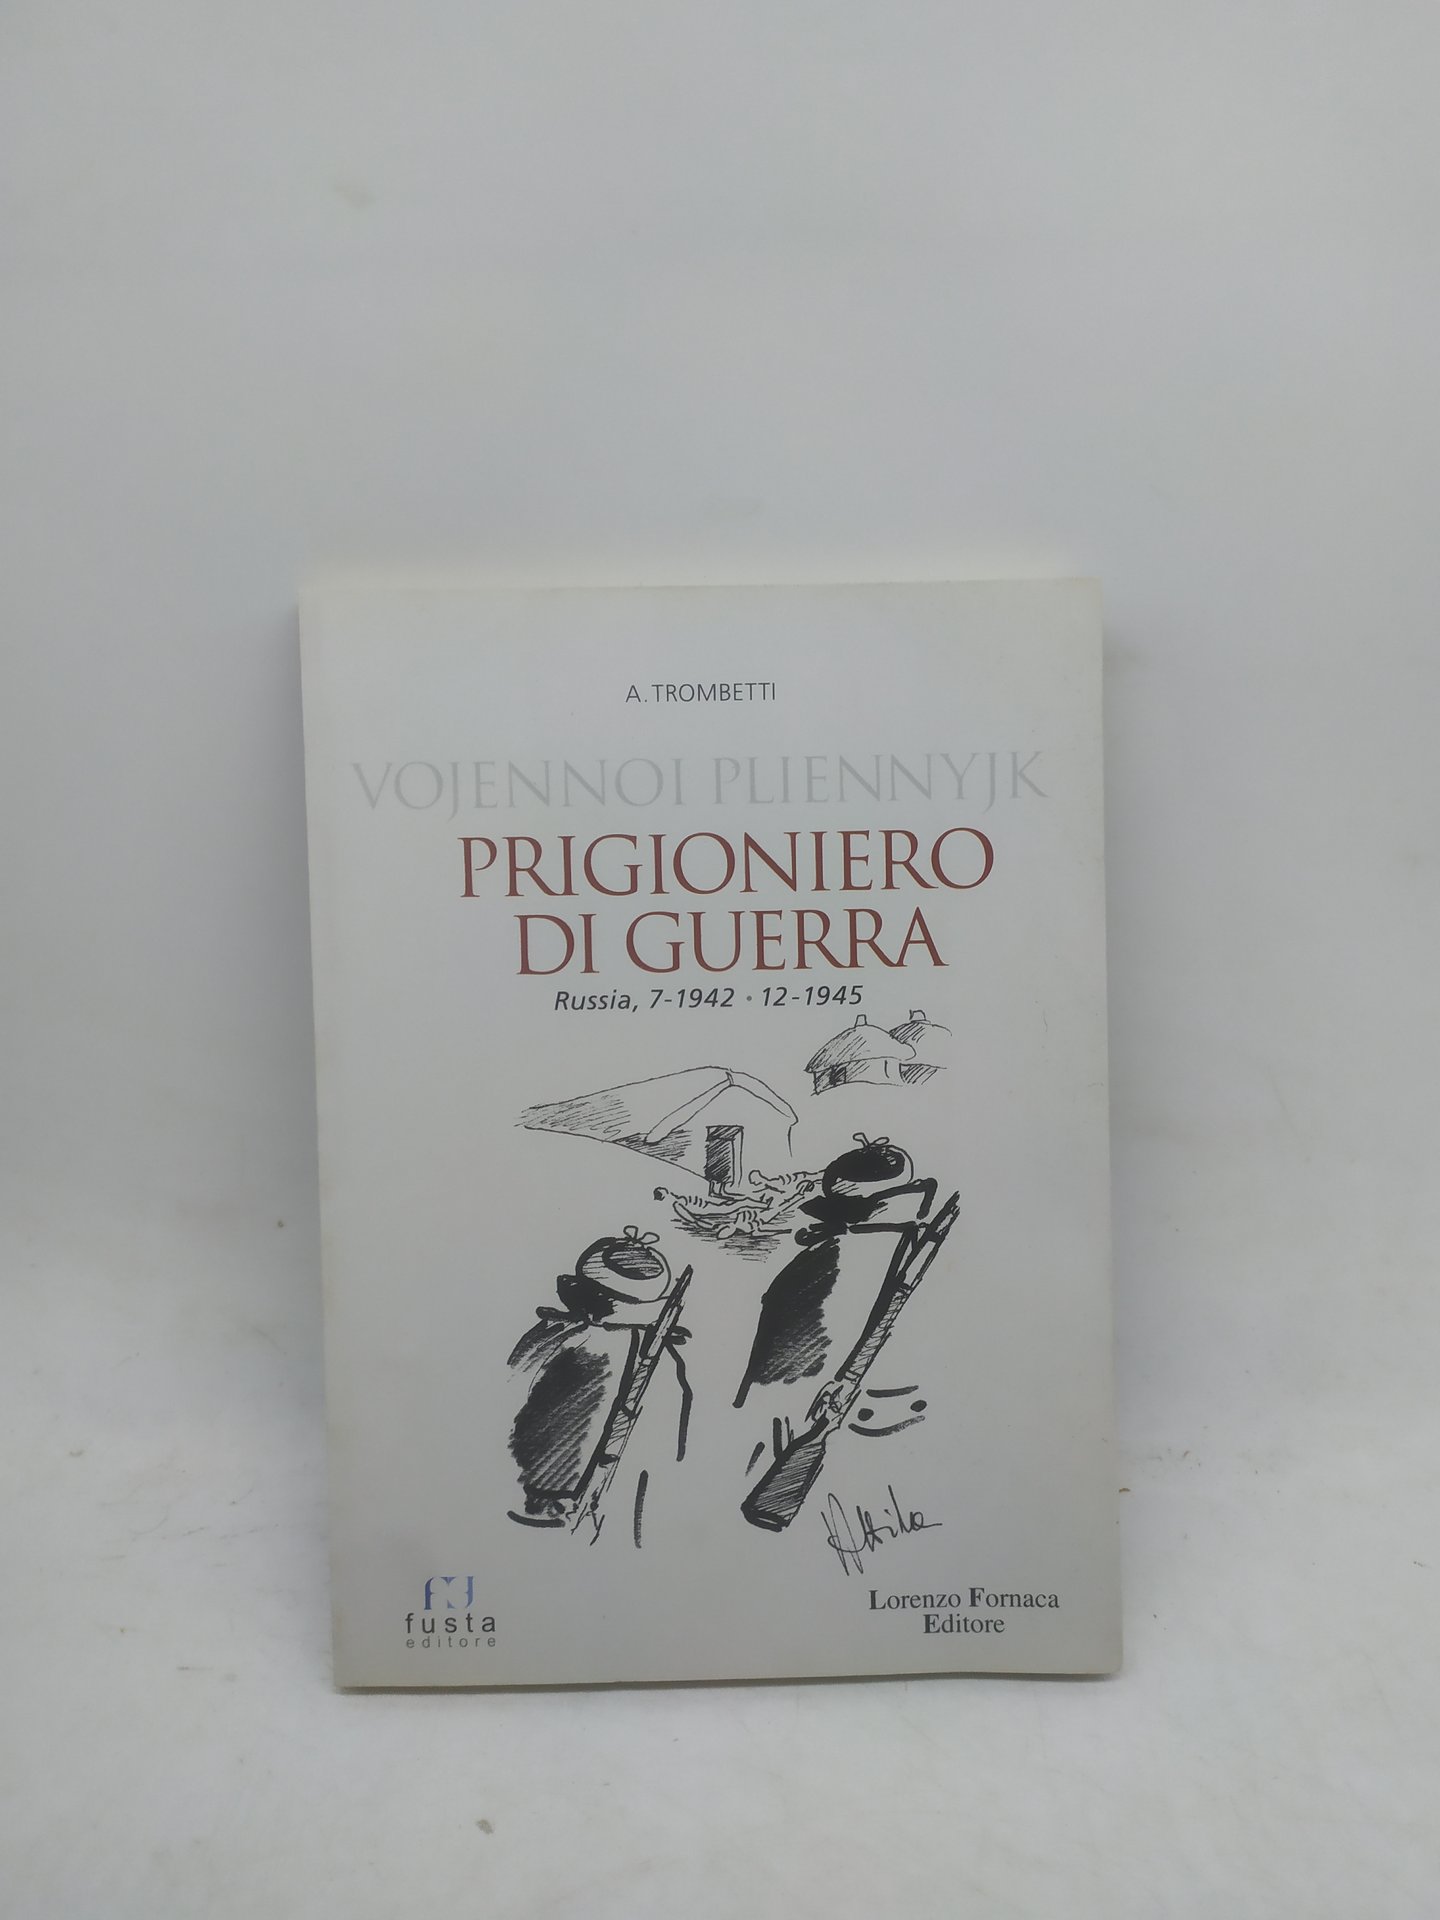 A. TROMBETTI
VOJENNOI PLIENNYJK
PRIGIONIERO
DI GUERRA
Russia, 7-1942 • 12-1945
fusta
editore
Lorenzo Fornaca
Editore